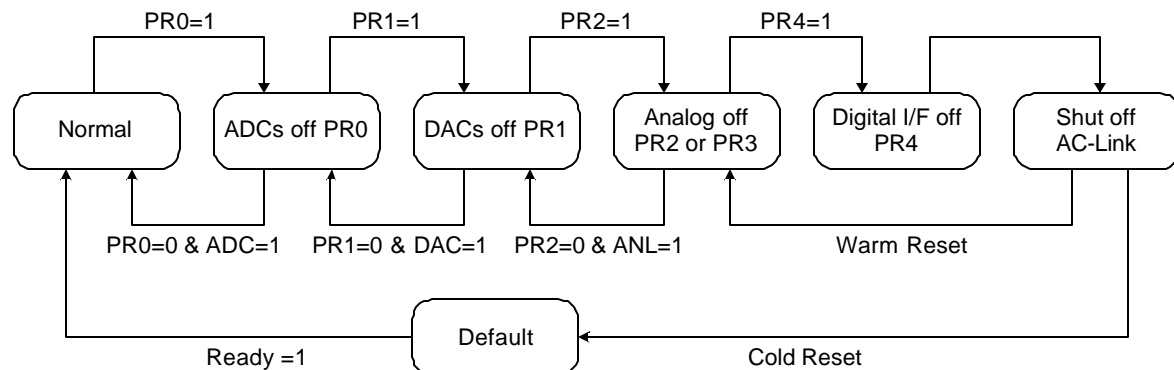 PR0=1
PR1=1
PR2=1
PR4=1
Normal
ADCs off PR0
DACs off PR1
Analog off
PR2 or PR3
Digital I/F off
PR4
Shut off
AC-Link
PR0=0 & ADC=1
PR1=0 & DAC=1
PR2=0 & ANL=1
Warm Reset
Default
Ready =1
Cold Reset